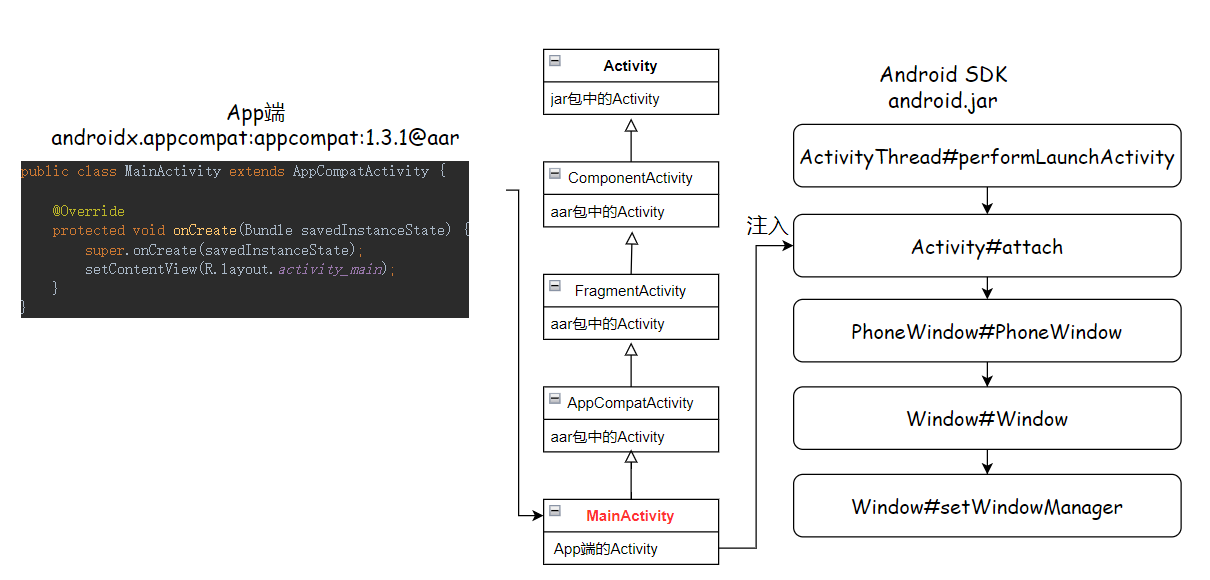 App端
androidx.appcompat:appcompat:1.3.1@aar
public class MainActivity extends AppCompatActivity {
@Override
protected void onCreate(Bundle savedInstanceState) {
super.onCreate(savedInstanceState);
setContentView(R.layout.activity_main);
}
}
Activity
jar包中的Activity
ComponentActivity
aar包中的Activity
FragmentActivity
aar包中的Activity
AppCompatActivity
aar包中的Activity
MainActivity
App端的Activity
注入
Android SDK
android.jar
ActivityThread#performLaunchActivity
Activity#attach
PhoneWindow#PhoneWindow
Window#Window
Window#setWindowManager